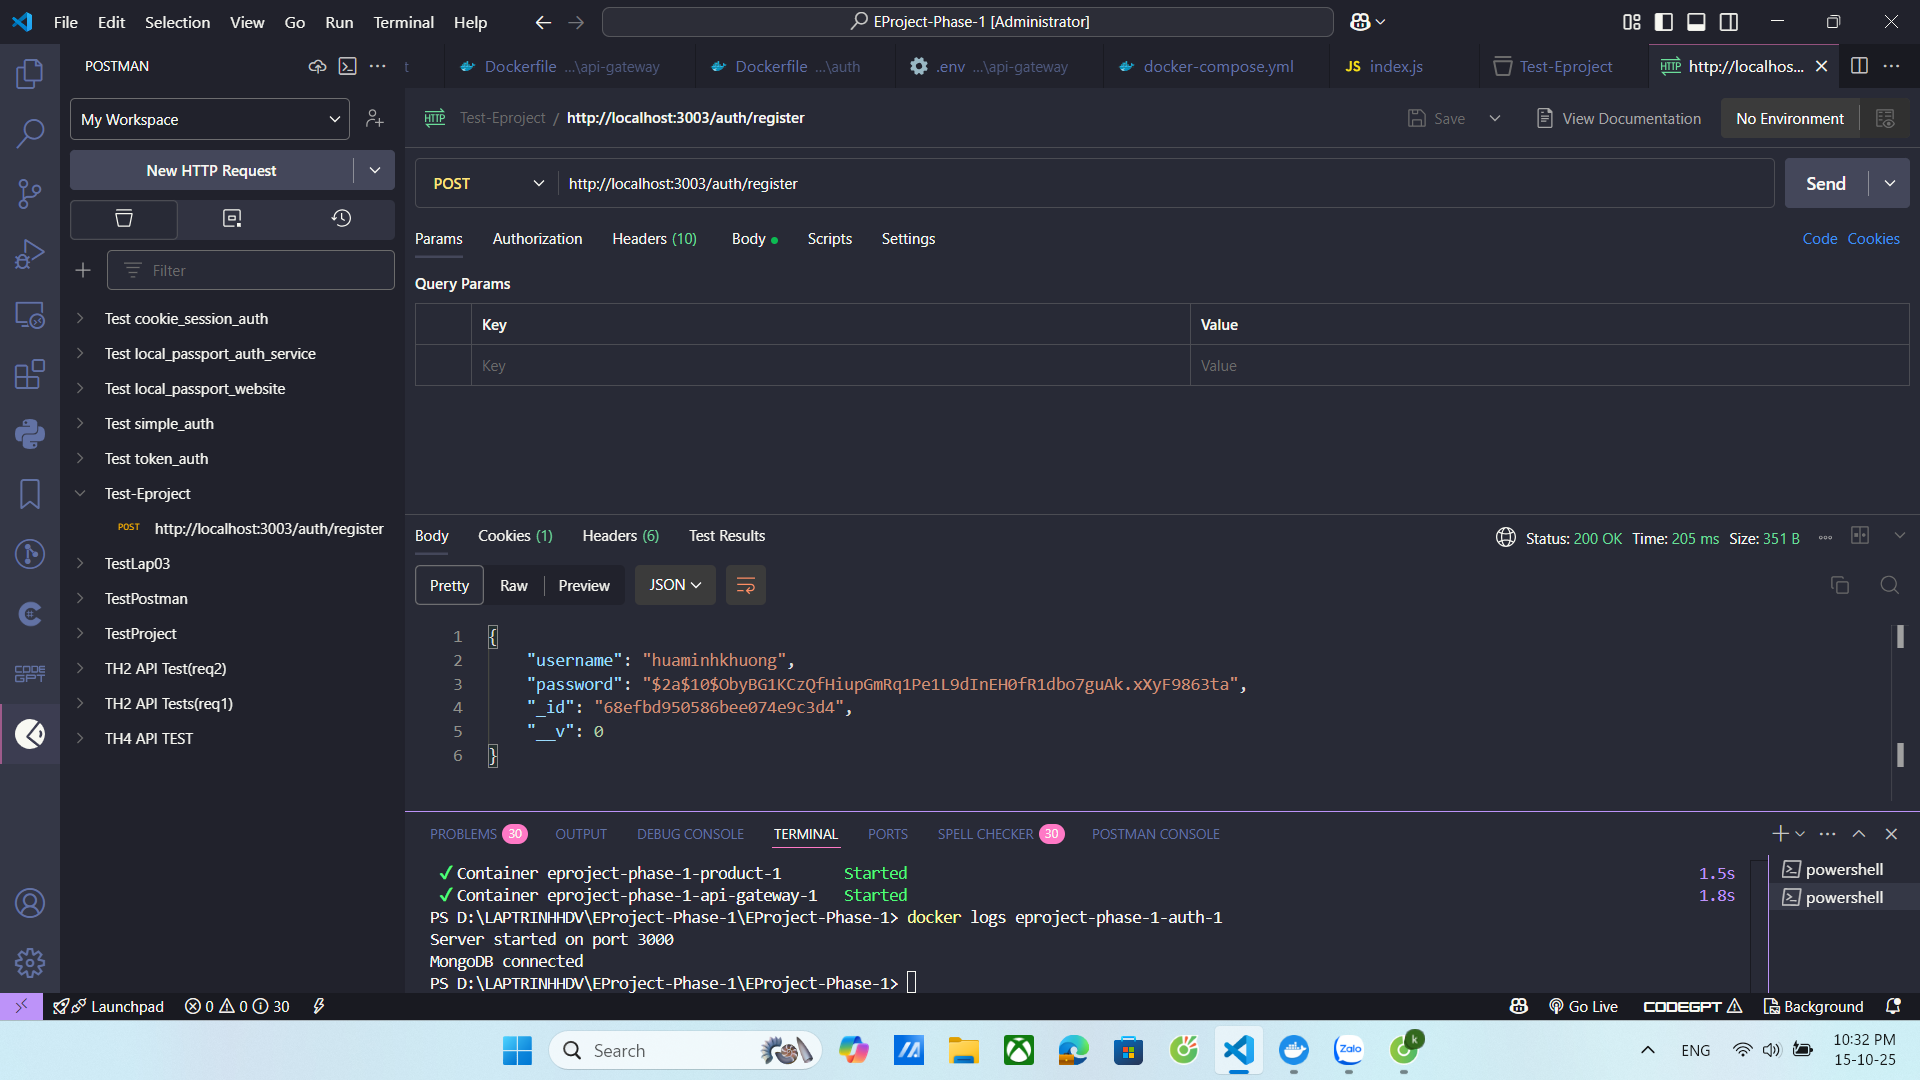 File Edit Selection View Go Run Terminal Help
EProject-Phase-1 [Administrator]
POSTMAN
t
Dockerfile ...\api-gateway
Dockerfile ...\auth
.env ...\api-gateway
docker-compose.yml
JS index.js
Test-Eproject
HTTP http://localhos...
My Workspace
HTTP Test-Eproject / http://localhost:3003/auth/register
Save
View Documentation
No Environment
New HTTP Request
POST
http://localhost:3003/auth/register
Send
Params Authorization Headers (10) Body Scripts Settings
Code Cookies
Filter
Query Params
Key Value
Key Value
Test cookie_session_auth
Test local_passport_auth_service
Test local_passport_website
Test simple_auth
Test token_auth
Test-Eproject
POST http://localhost:3003/auth/register
TestLap03
TestPostman
TestProject
TH2 API Test(req2)
TH2 API Tests(req1)
TH4 API TEST
CODE
GPT
Body Cookies (1) Headers (6) Test Results
Status: 200 OK Time: 205 ms Size: 351 B
Pretty Raw Preview JSON
1 {
2 "username": "huaminhkhuong",
3 "password": "$2a$10$ObyBG1KCzQfHiupGmRq1Pe1L9dInEH0fR1dbo7guAk.xXyF9863ta",
4 "_id": "68efbd950586bee074e9c3d4",
5 "__v": 0
6 }
PROBLEMS 30 OUTPUT DEBUG CONSOLE TERMINAL PORTS SPELL CHECKER 30 POSTMAN CONSOLE
✓Container eproject-phase-1-product-1 Started 1.5s
✓Container eproject-phase-1-api-gateway-1 Started 1.8s
PS D:\LAPTRINHHDV\EProject-Phase-1\EProject-Phase-1> docker logs eproject-phase-1-auth-1
Server started on port 3000
MongoDB connected
PS D:\LAPTRINHHDV\EProject-Phase-1\EProject-Phase-1>
powershell
powershell
Launchpad 0 0 30
Go Live
CODEGPT
Background
Search
Zalo
k
ENG
10:32 PM
15-10-25